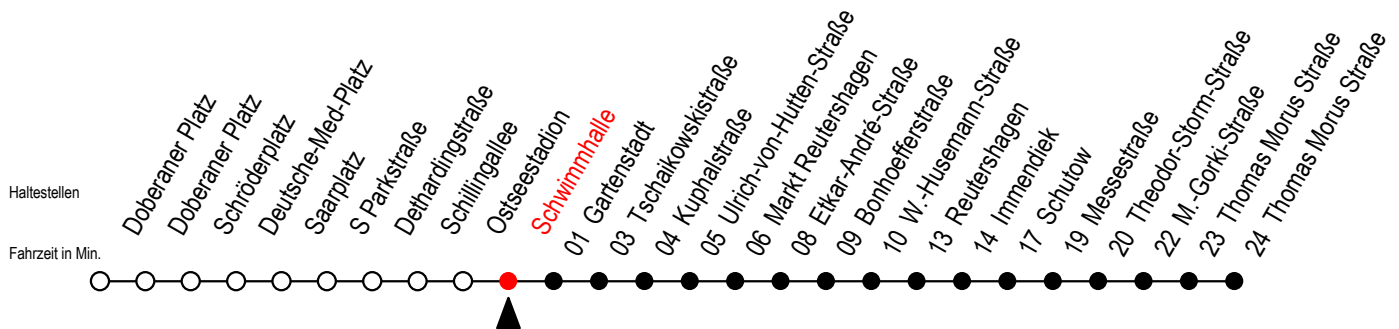 Haltestellen
Doberaner Platz
Doberaner Platz
Schröderplatz
Deutsche-Med-Platz
Saarplatz
S Parkstraße
Dethardingstraße
Schillingallee
Ostseestadion
Schwimmhalle
01 Gartenstadt
03 Tschaikowskistraße
04 Kuphalstraße
05 Ulrich-von-Hutten-Straße
06 Markt Reutershagen
08 Etkar-André-Straße
09 Bonhoefferstraße
10 W.-Husemann-Straße
13 Reutershagen
14 Immendiek
17 Schutow
19 Messestraße
20 Theodor-Storm-Straße
22 M.-Gorki-Straße
23 Thomas Morus Straße
24 Thomas Morus Straße
Fahrzeit in Min.